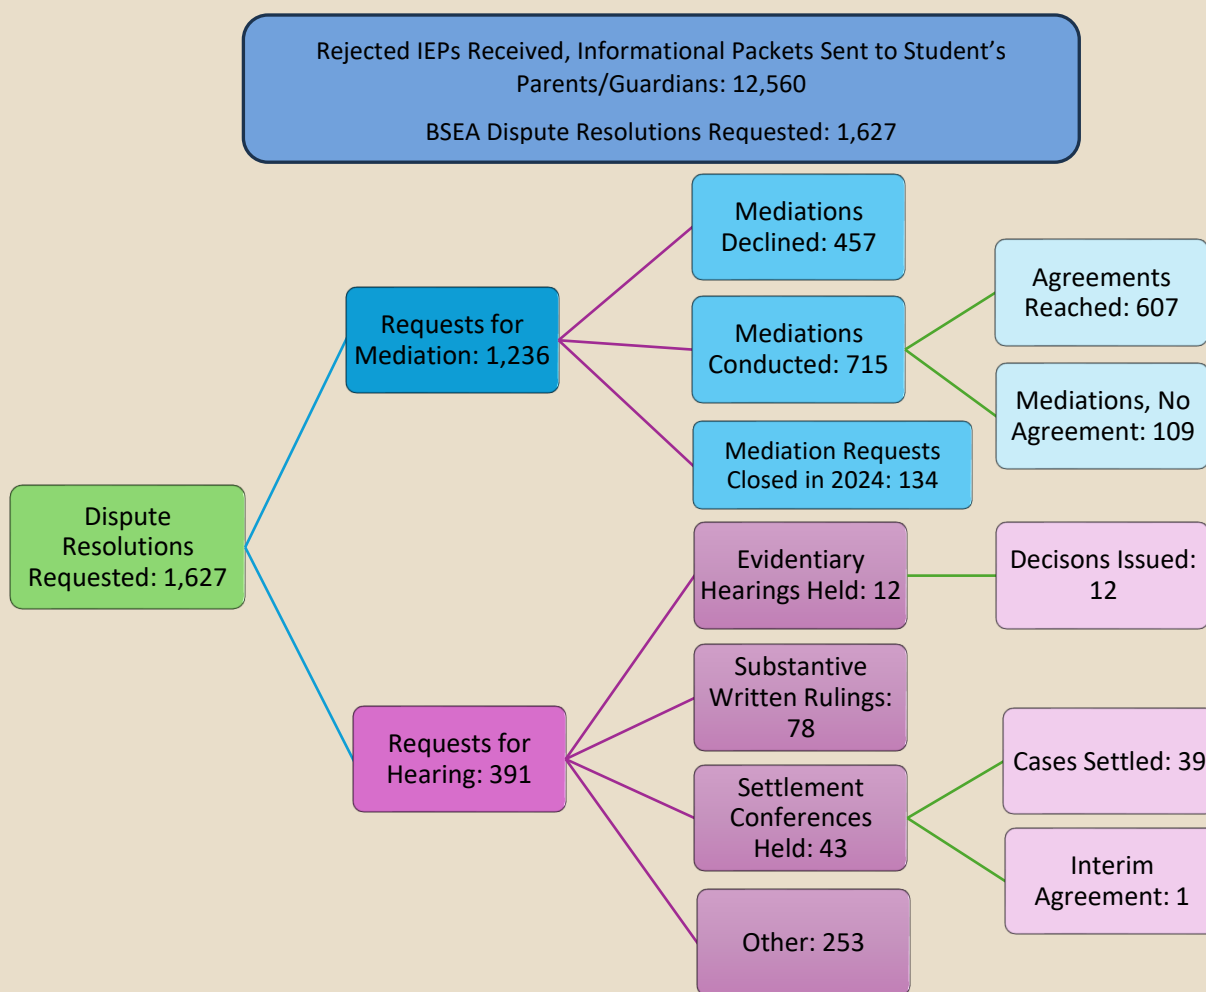 Rejected IEPs Received, Informational Packets Sent to Student’s
Parents/Guardians: 12,560
BSEA Dispute Resolutions Requested: 1,627
Dispute
Resolutions
Requested: 1,627
Requests for
Mediation: 1,236
Mediations
Declined: 457
Mediations
Conducted: 715
Agreements
Reached: 607
Mediations, No
Agreement: 109
Mediation Requests
Closed in 2024: 134
Requests for
Hearing: 391
Evidentiary
Hearings Held: 12
Decisons Issued:
12
Substantive
Written Rulings:
78
Settlement
Conferences
Held: 43
Cases Settled: 39
Interim
Agreement: 1
Other: 253